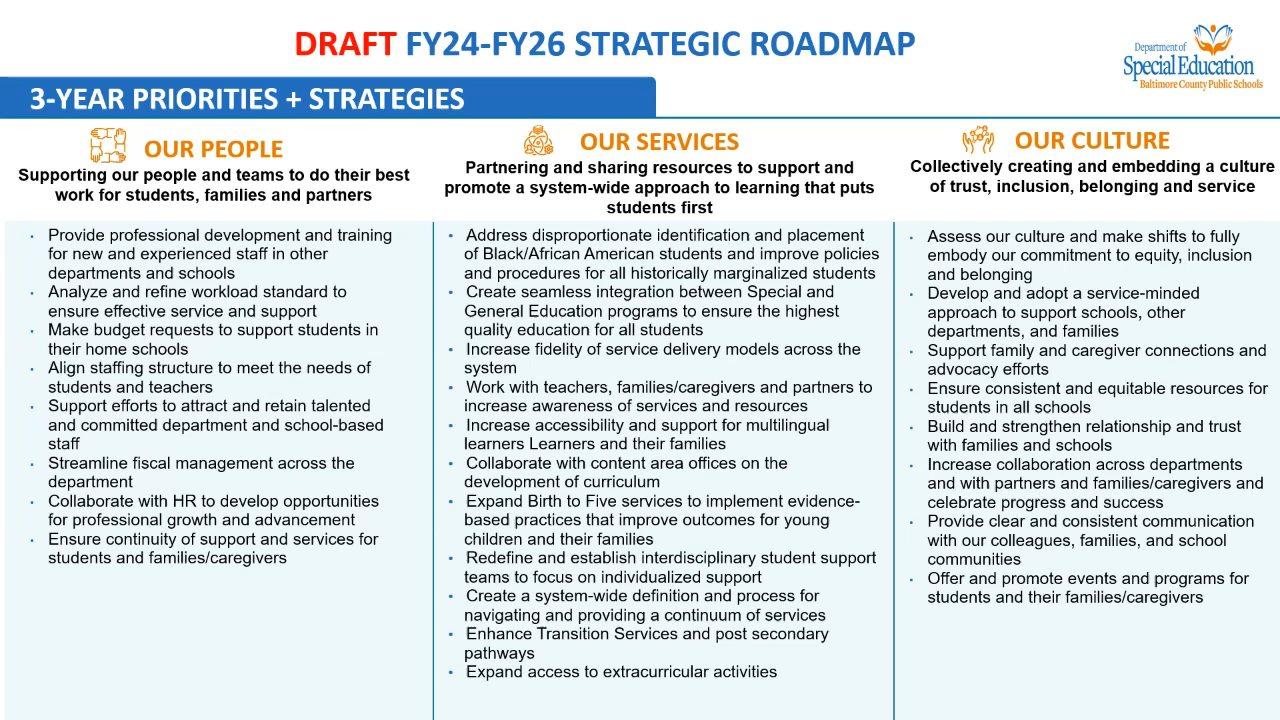 DRAFT FY24-FY26 STRATEGIC ROADMAP
Department of
Special Education
Baltimore County Public Schools
3-YEAR PRIORITIES + STRATEGIES
OUR PEOPLE
Supporting our people and teams to do their best
work for students, families and partners
• Provide professional development and training
for new and experienced staff in other
departments and schools
• Analyze and refine workload standard to
ensure effective service and support
• Make budget requests to support students in
their home schools
• Align staffing structure to meet the needs of
students and teachers
• Support efforts to attract and retain talented
and committed department and school-based
staff
• Streamline fiscal management across the
department
• Collaborate with HR to develop opportunities
for professional growth and advancement
• Ensure continuity of support and services for
students and families/caregivers
OUR SERVICES
Partnering and sharing resources to support and
promote a system-wide approach to learning that puts
students first
• Address disproportionate identification and placement
of Black/African American students and improve policies
and procedures for all historically marginalized students
• Create seamless integration between Special and
General Education programs to ensure the highest
quality education for all students
• Increase fidelity of service delivery models across the
system
• Work with teachers, families/caregivers and partners to
increase awareness of services and resources
• Increase accessibility and support for multilingual
learners Learners and their families
• Collaborate with content area offices on the
development of curriculum
• Expand Birth to Five services to implement evidence-
based practices that improve outcomes for young
children and their families
• Redefine and establish interdisciplinary student support
teams to focus on individualized support
• Create a system-wide definition and process for
navigating and providing a continuum of services
• Enhance Transition Services and post secondary
pathways
• Expand access to extracurricular activities
OUR CULTURE
Collectively creating and embedding a culture
of trust, inclusion, belonging and service
• Assess our culture and make shifts to fully
embody our commitment to equity, inclusion
and belonging
• Develop and adopt a service-minded
approach to support schools, other
departments, and families
• Support family and caregiver connections and
advocacy efforts
• Ensure consistent and equitable resources for
students in all schools
• Build and strengthen relationship and trust
with families and schools
• Increase collaboration across departments
and with partners and families/caregivers and
celebrate progress and success
• Provide clear and consistent communication
with our colleagues, families, and school
communities
• Offer and promote events and programs for
students and their families/caregivers